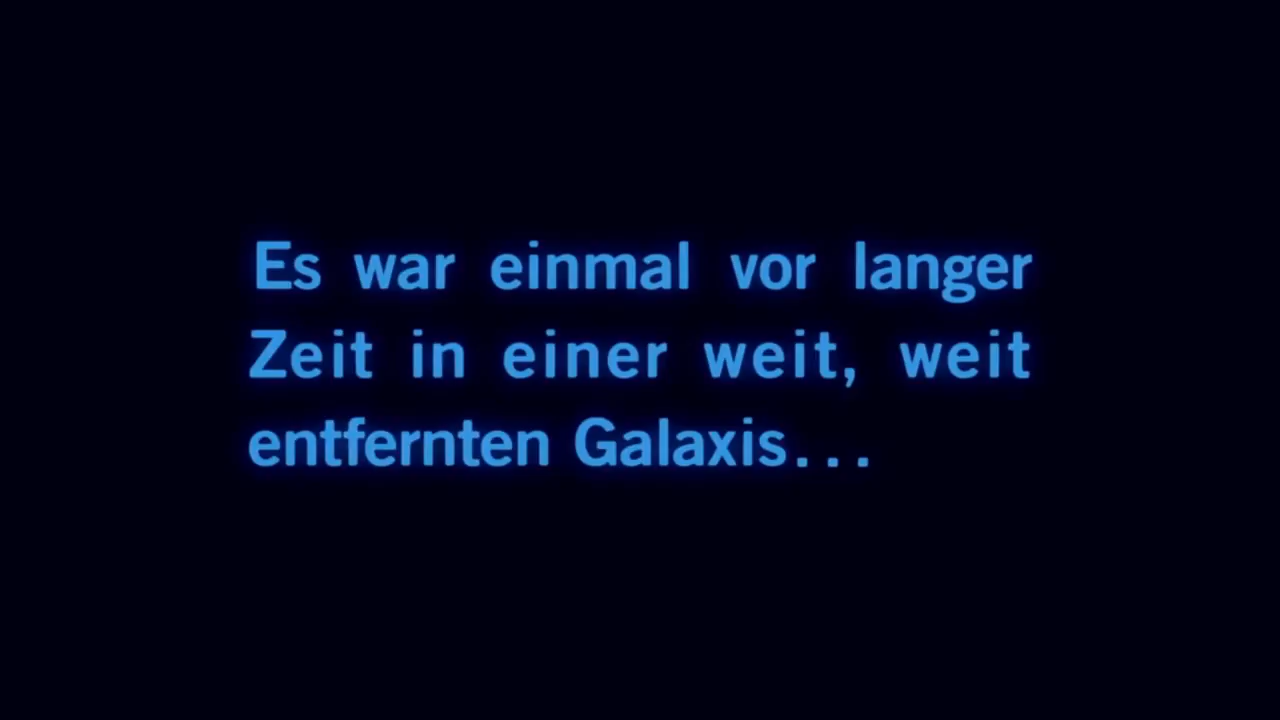 Es war einmal vor langer
Zeit in einer weit, weit
entfernten Galaxis...